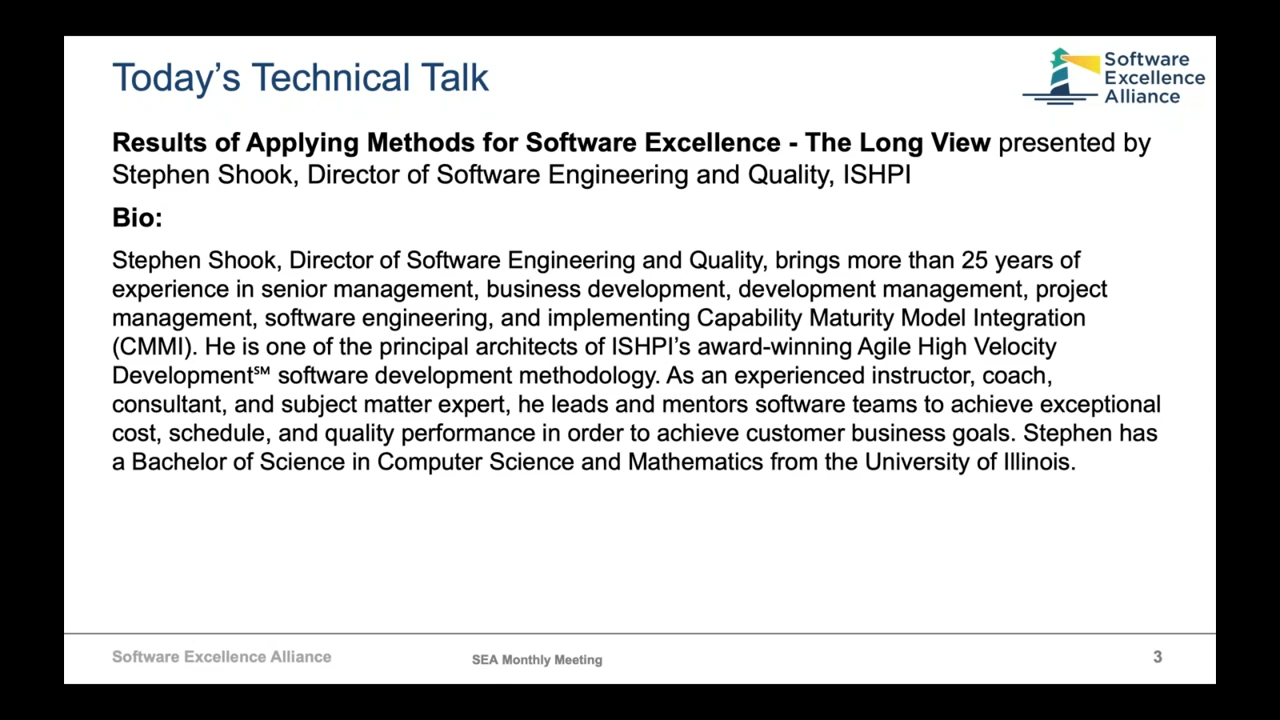 Today's Technical Talk
Software
Excellence
Alliance
Results of Applying Methods for Software Excellence - The Long View presented by
Stephen Shook, Director of Software Engineering and Quality, ISHPI
Bio:
Stephen Shook, Director of Software Engineering and Quality, brings more than 25 years of
experience in senior management, business development, development management, project
management, software engineering, and implementing Capability Maturity Model Integration
(CMMI). He is one of the principal architects of ISHPI's award-winning Agile High Velocity
Development℠ software development methodology. As an experienced instructor, coach,
consultant, and subject matter expert, he leads and mentors software teams to achieve exceptional
cost, schedule, and quality performance in order to achieve customer business goals. Stephen has
a Bachelor of Science in Computer Science and Mathematics from the University of Illinois.
Software Excellence Alliance
SEA Monthly Meeting
3